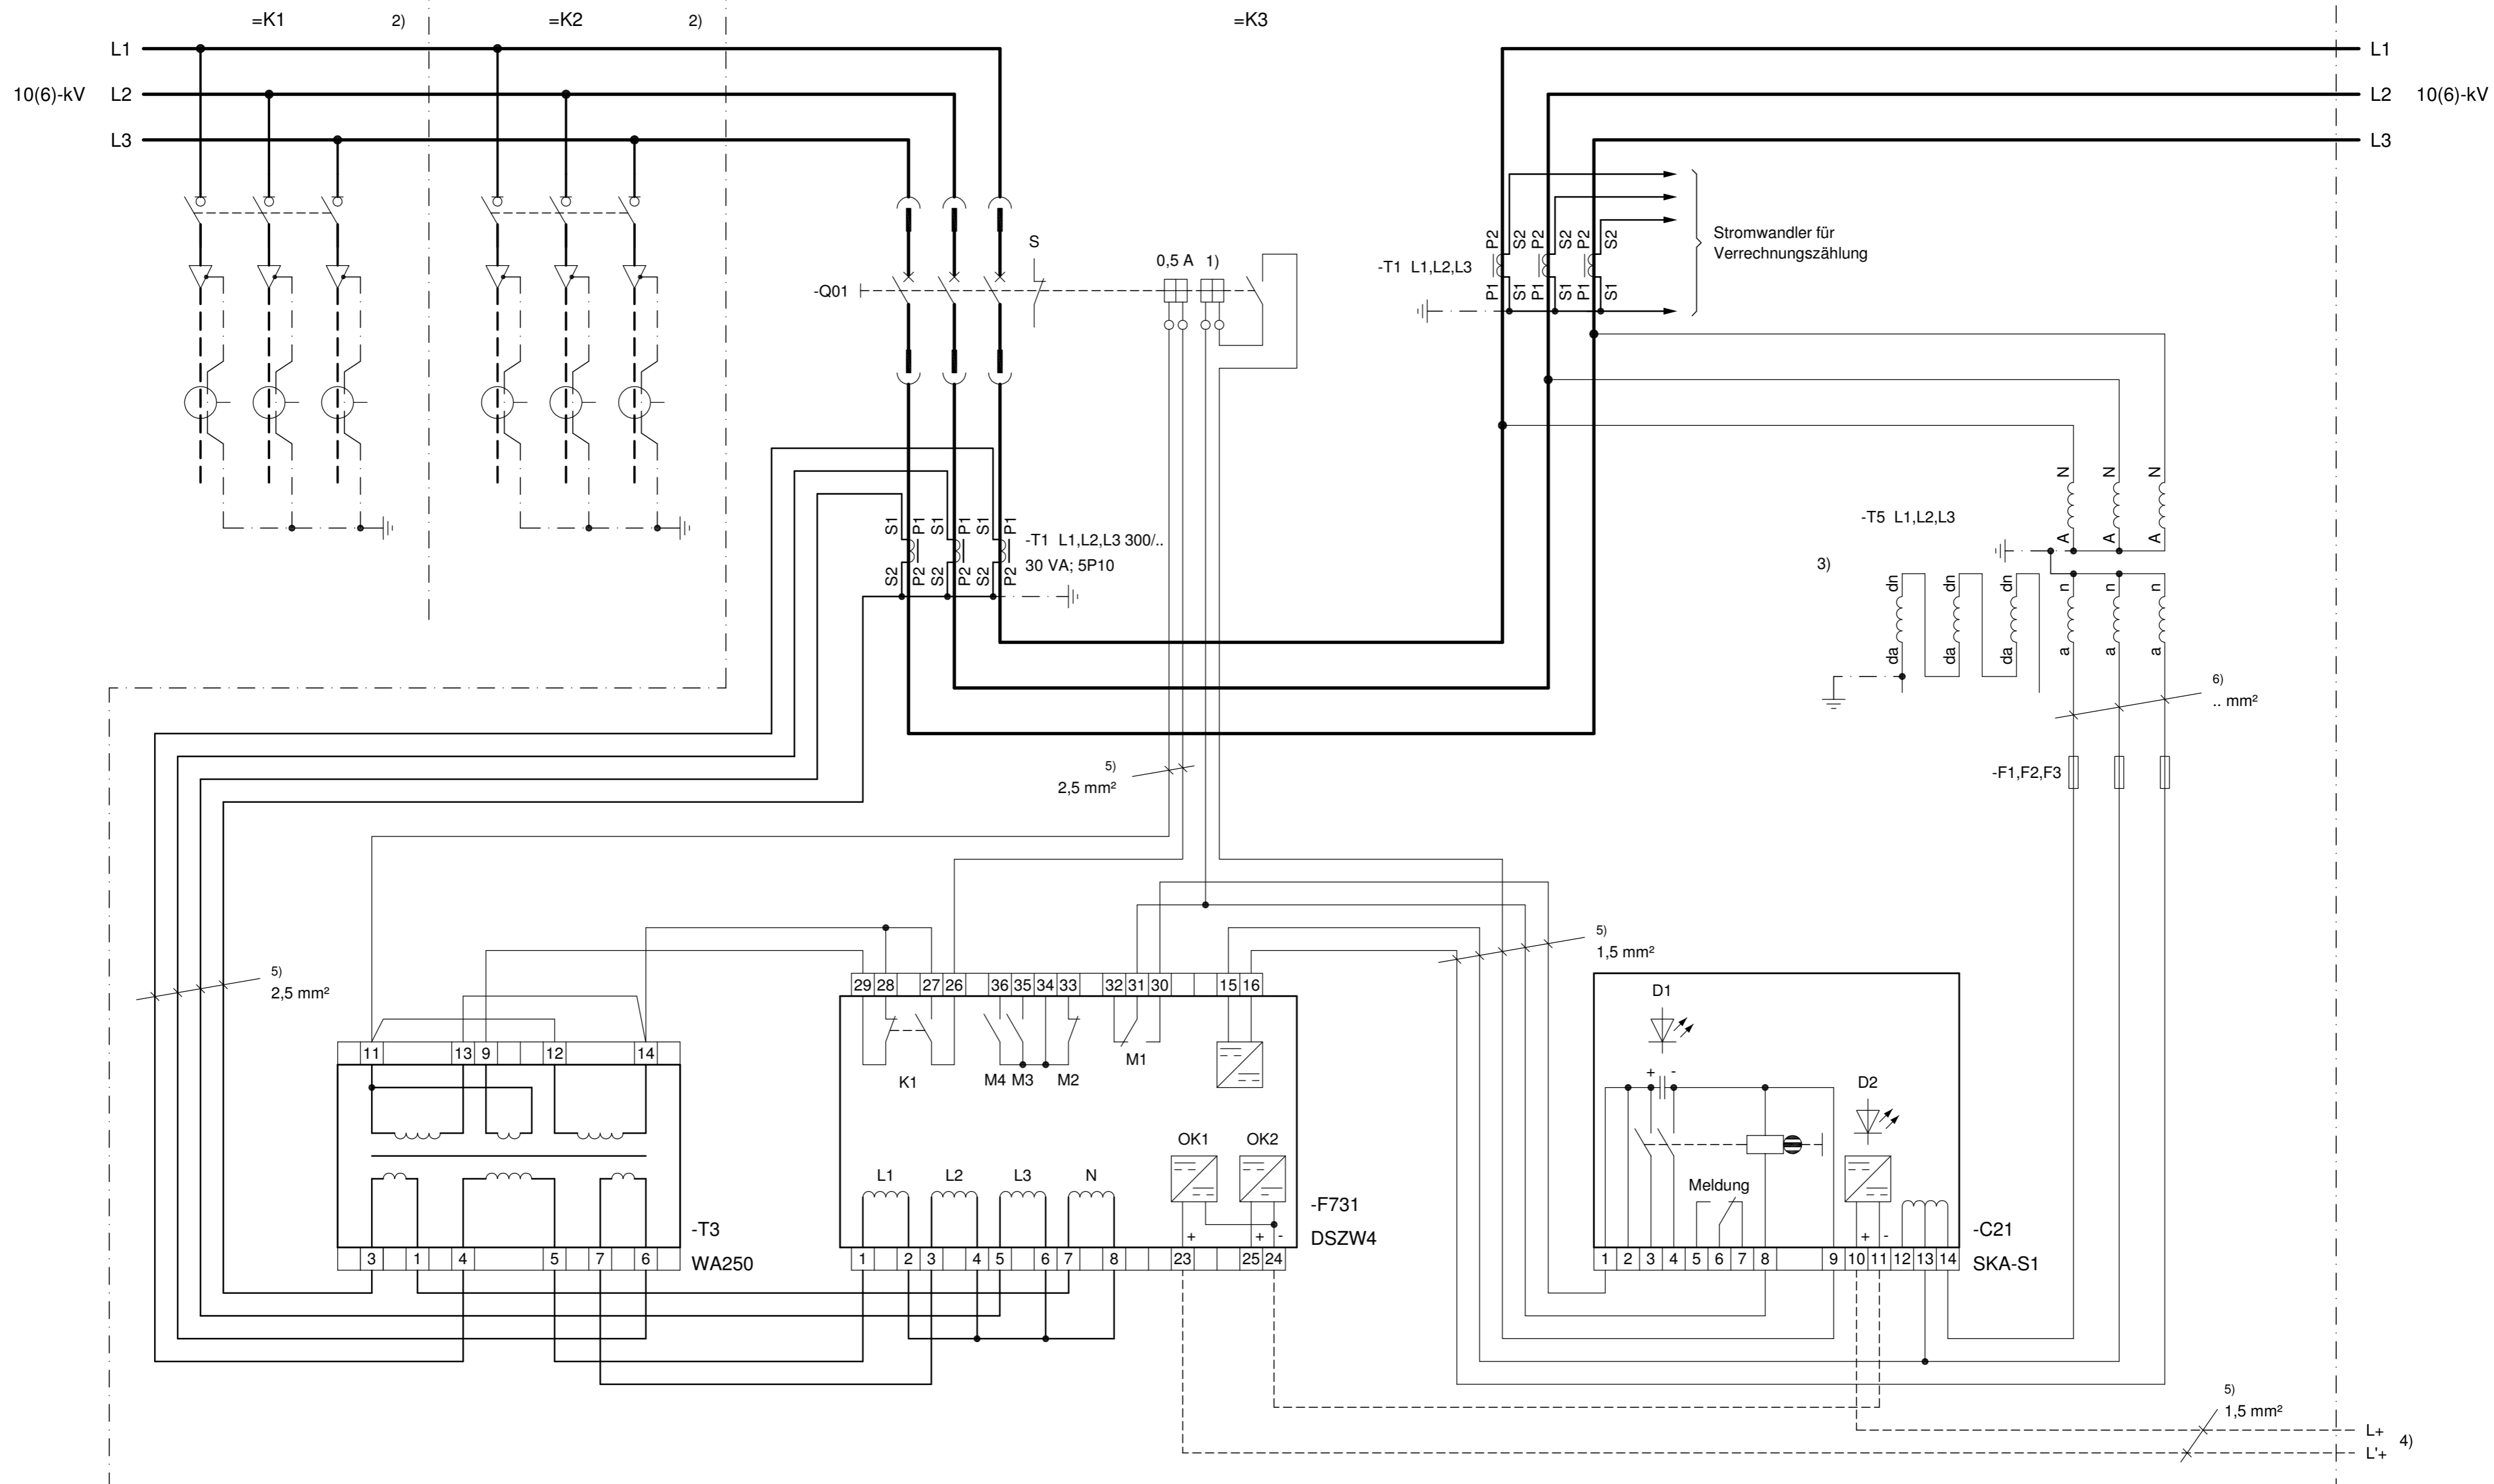 =K1 2) =K2 2) =K3
L1 L1
10(6)-kV L2 L2 10(6)-kV
L3 L3
S
0,5 A 1)
-Q01
P2 S2 P2 S2 P2 S2
-T1 L1,L2,L3
P1 S1 P1 S1 P1 S1
Stromwandler für
Verrechnungszählung
N N N
-T5 L1,L2,L3
A A A
S1 P1 S1 P1 S1 P1
-T1 L1,L2,L3 300/..
30 VA; 5P10
S2 P2 S2 P2 S2 P2
3)
dn dn dn n n n
da da da a a a
6)
.. mm²
-F1,F2,F3
5)
2,5 mm²
5)
1,5 mm²
5)
2,5 mm²
11 13 9 12 14
-T3
3 1 4 5 7 6
WA250
29 28 27 26 36 35 34 33 32 31 30 15 16
K1 M4 M3 M2 M1
OK1 OK2
L1 L2 L3 N
+ + -
-F731
DSZW4
1 2 3 4 5 6 7 8 23 25 24
D1
+ -
D2
Meldung
+ -
-C21
1 2 3 4 5 6 7 8 9 10 11 12 13 14
SKA-S1
5)
1,5 mm²
L+
L'+
4)